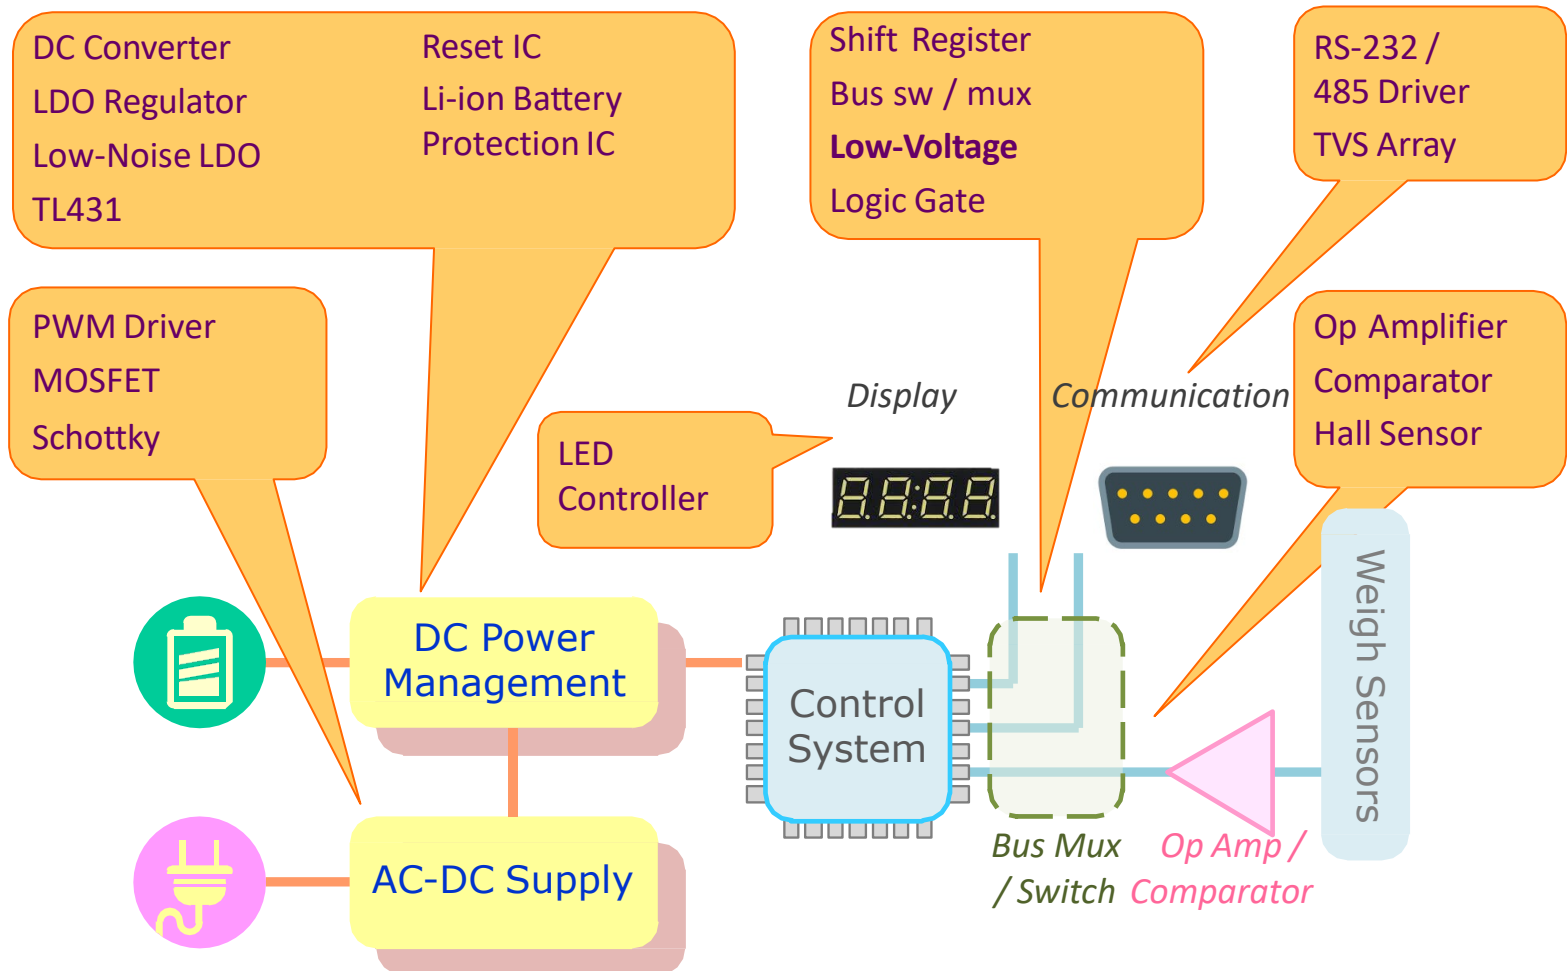 DC Converter
LDO Regulator
Low-Noise LDO
TL431
Reset IC
Li-ion Battery
Protection IC
Shift Register
Bus sw / mux
Low-Voltage
Logic Gate
RS-232 /
485 Driver
TVS Array
PWM Driver
MOSFET
Schottky
LED
Controller
Display
Communication
Op Amplifier
Comparator
Hall Sensor
88:88
DC Power
Management
Control
System
Weigh Sensors
AC-DC Supply
Bus Mux
/ Switch
Op Amp /
Comparator